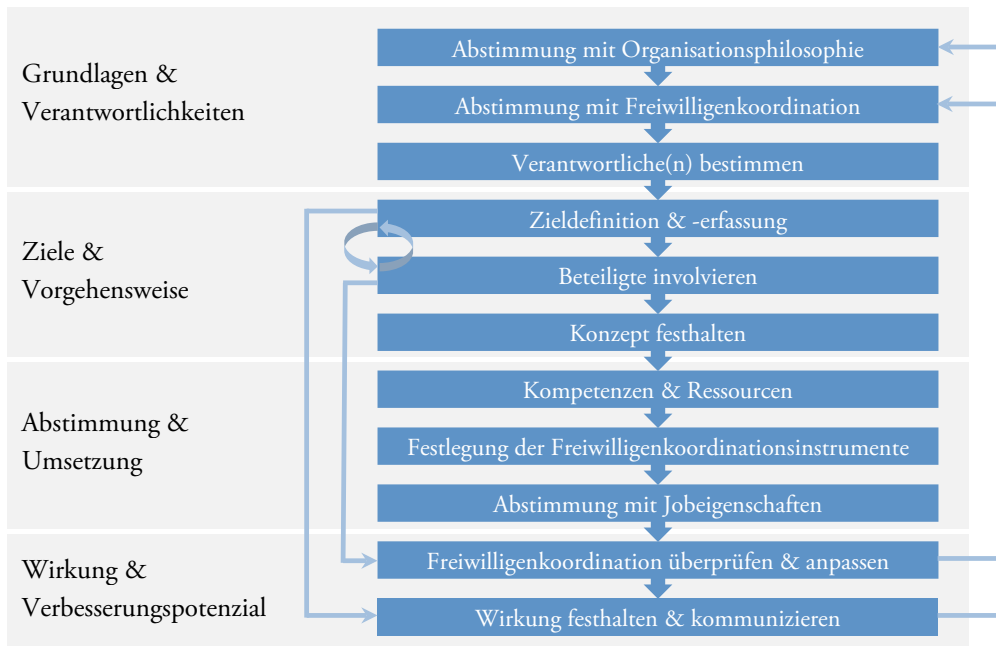 Grundlagen &
Verantwortlichkeiten
Abstimmung mit Organisationsphilosophie
Abstimmung mit Freiwilligenkoordination
Verantwortliche(n) bestimmen
Ziele &
Vorgehensweise
Zieldefinition & -erfassung
Beteiligte involvieren
Konzept festhalten
Abstimmung &
Umsetzung
Kompetenzen & Ressourcen
Festlegung der Freiwilligenkoordinationsinstrumente
Abstimmung mit Jobeigenschaften
Wirkung &
Verbesserungspotenzial
Freiwilligenkoordination überprüfen & anpassen
Wirkung festhalten & kommunizieren